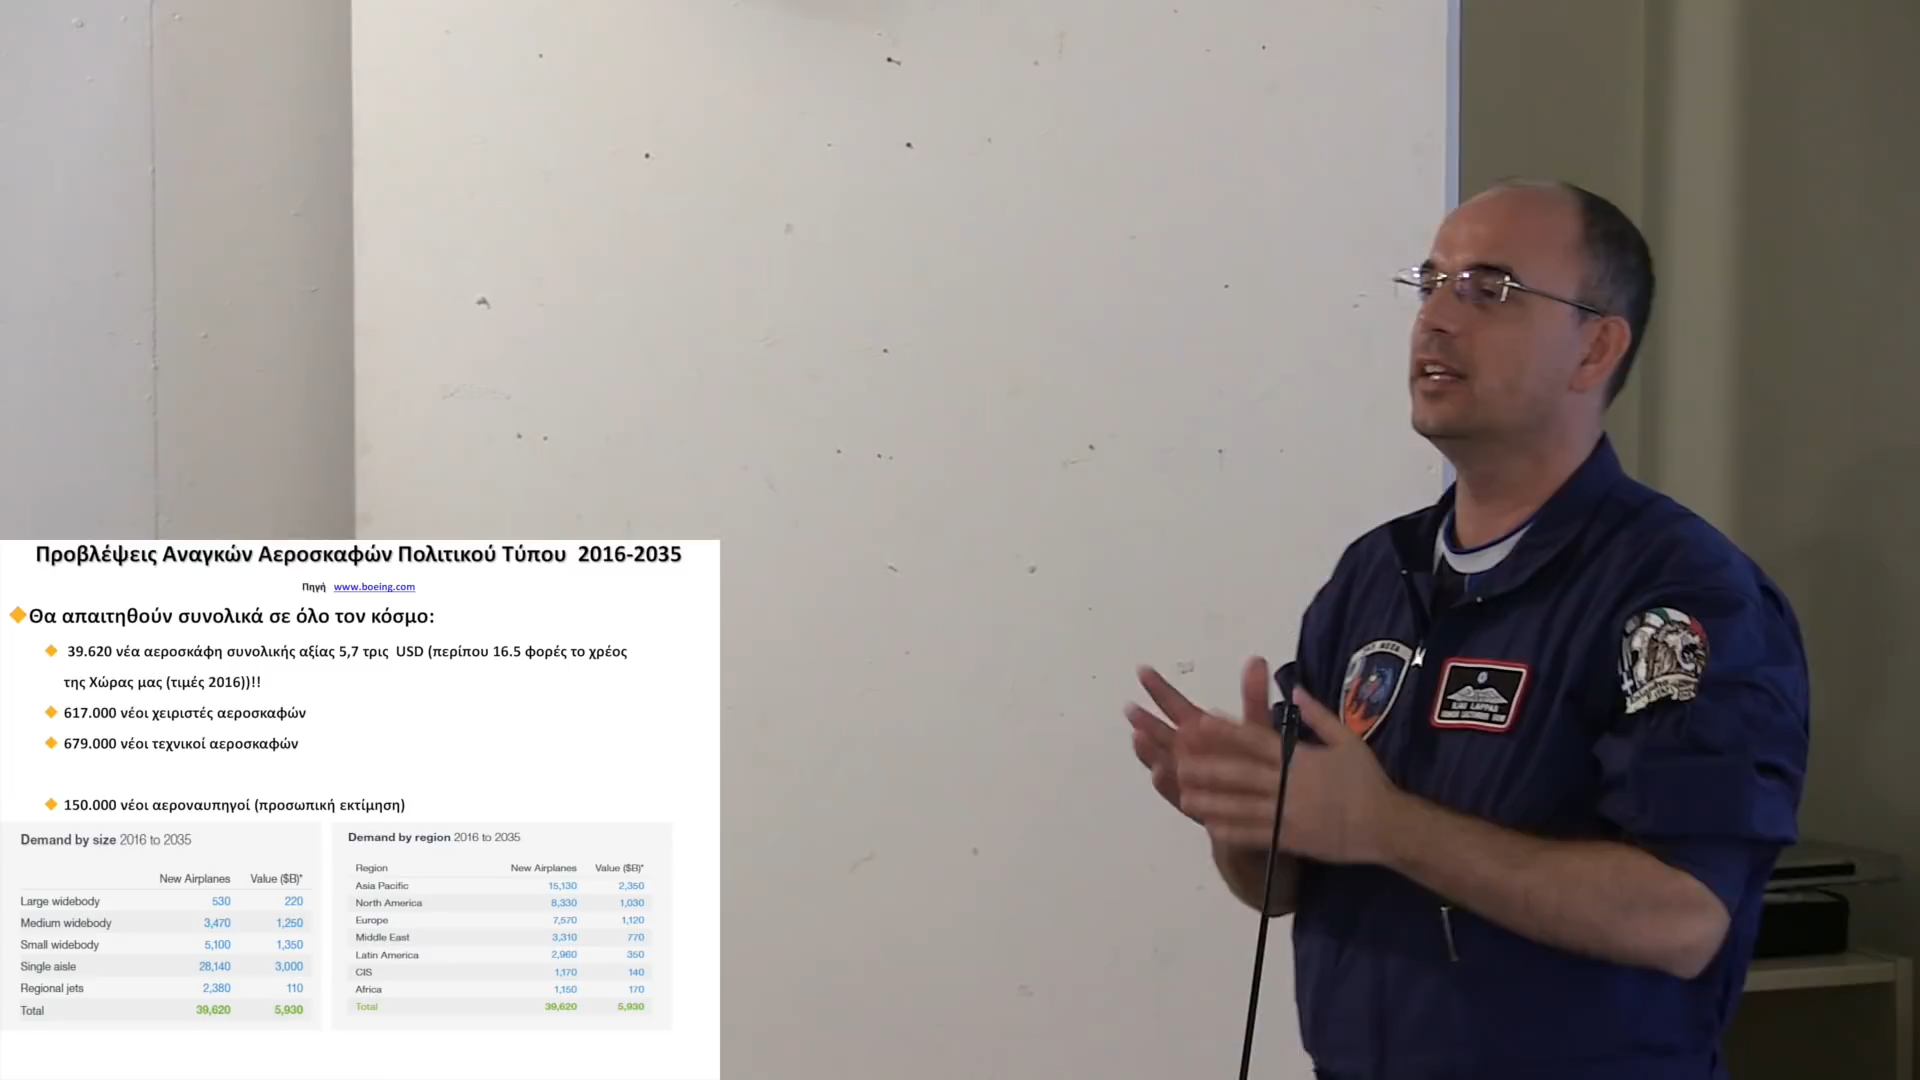 Προβλέψεις Αναγκών Αεροσκαφών Πολιτικού Τύπου 2016-2035
Πηγή www.boeing.com
Θα απαιτηθούν συνολικά σε όλο τον κόσμο:
39.620 νέα αεροσκάφη συνολικής αξίας 5,7 τρις USD (περίπου 16.5 φορές το χρέος
της Χώρας μας (τιμές 2016))!!
617.000 νέοι χειριστές αεροσκαφών
679.000 νέοι τεχνικοί αεροσκαφών
150.000 νέοι αεροναυπηγοί (προσωπική εκτίμηση)
Demand by size 2016 to 2035
New Airplanes Value ($B)*
Large widebody 530 220
Medium widebody 3,470 1,250
Small widebody 5,100 1,350
Single aisle 28,140 3,000
Regional jets 2,380 110
Total 39,620 5,930
Demand by region 2016 to 2035
Region New Airplanes Value ($B)*
Asia Pacific 15,130 2,350
North America 8,330 1,030
Europe 7,570 1,120
Middle East 3,310 770
Latin America 2,960 350
CIS 1,170 140
Africa 1,150 170
Total 39,620 5,930
ILIAS LAPPAS